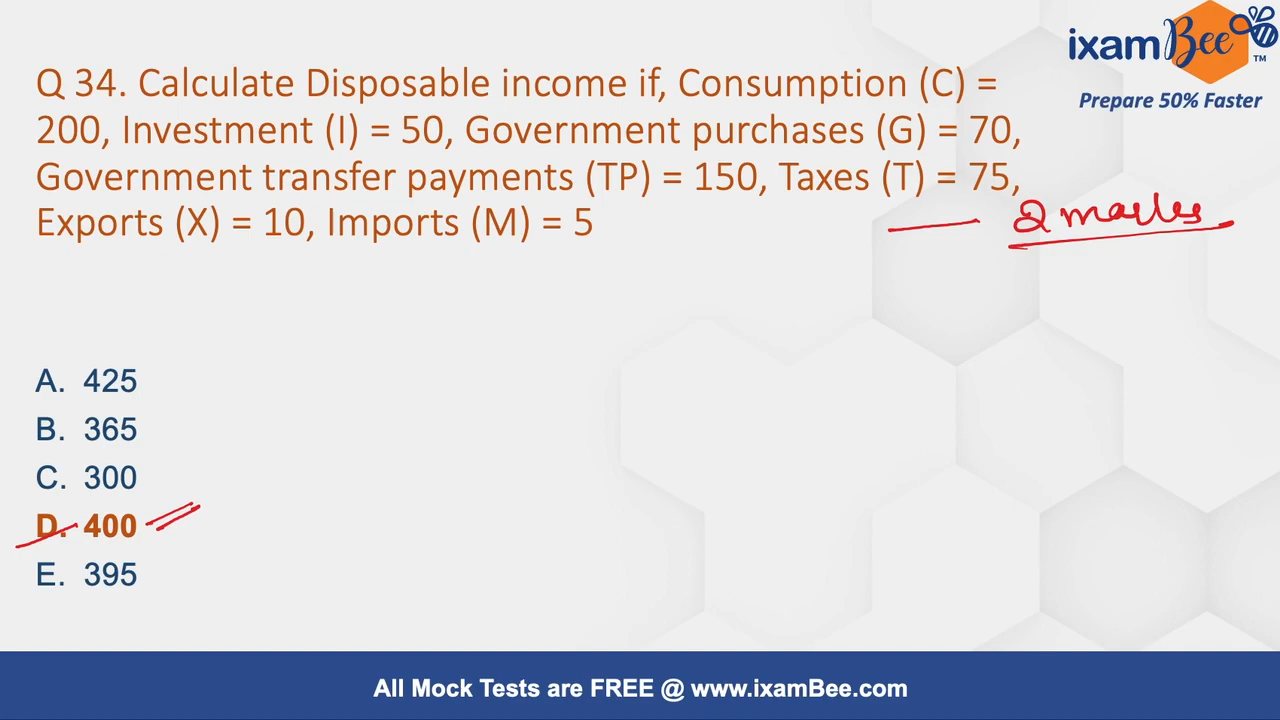 ixamBee™
Prepare 50% Faster
Q 34. Calculate Disposable income if, Consumption (C) =
200, Investment (I) = 50, Government purchases (G) = 70,
Government transfer payments (TP) = 150, Taxes (T) = 75,
Exports (X) = 10, Imports (M) = 5
— 2 marks
A. 425
B. 365
C. 300
D. 400
E. 395
All Mock Tests are FREE @ www.ixamBee.com